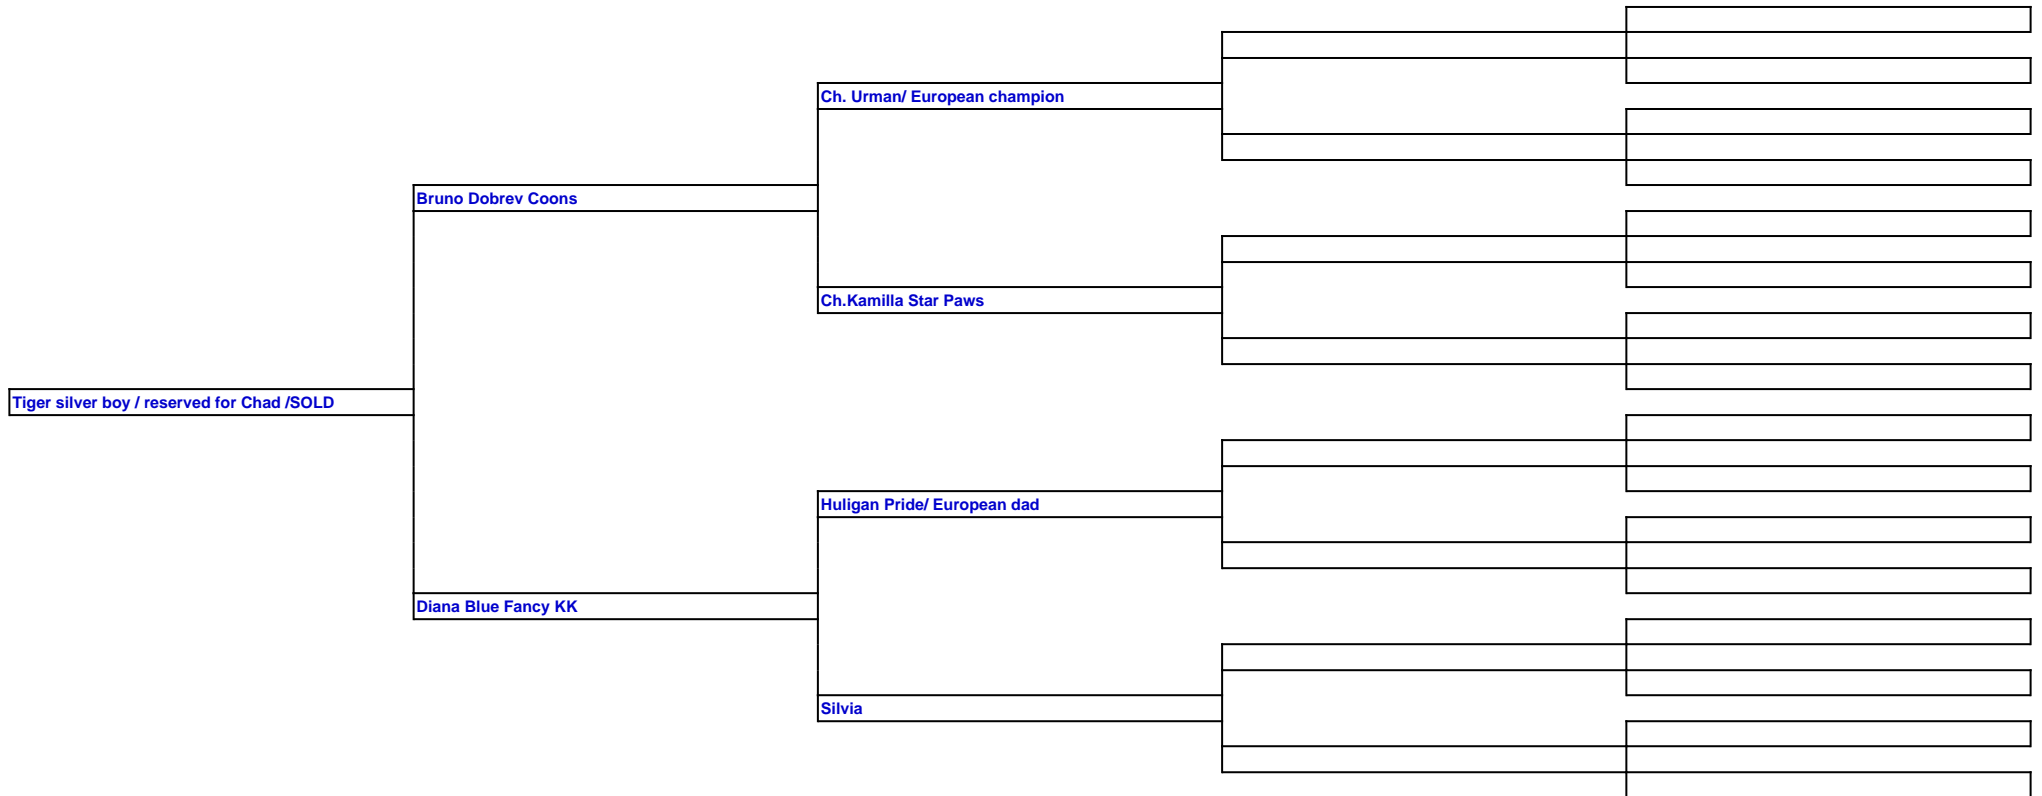 Ch. Urman/ European champion
Bruno Dobrev Coons
Ch.Kamilla Star Paws
Tiger silver boy / reserved for Chad /SOLD
Huligan Pride/ European dad
Diana Blue Fancy KK
Silvia